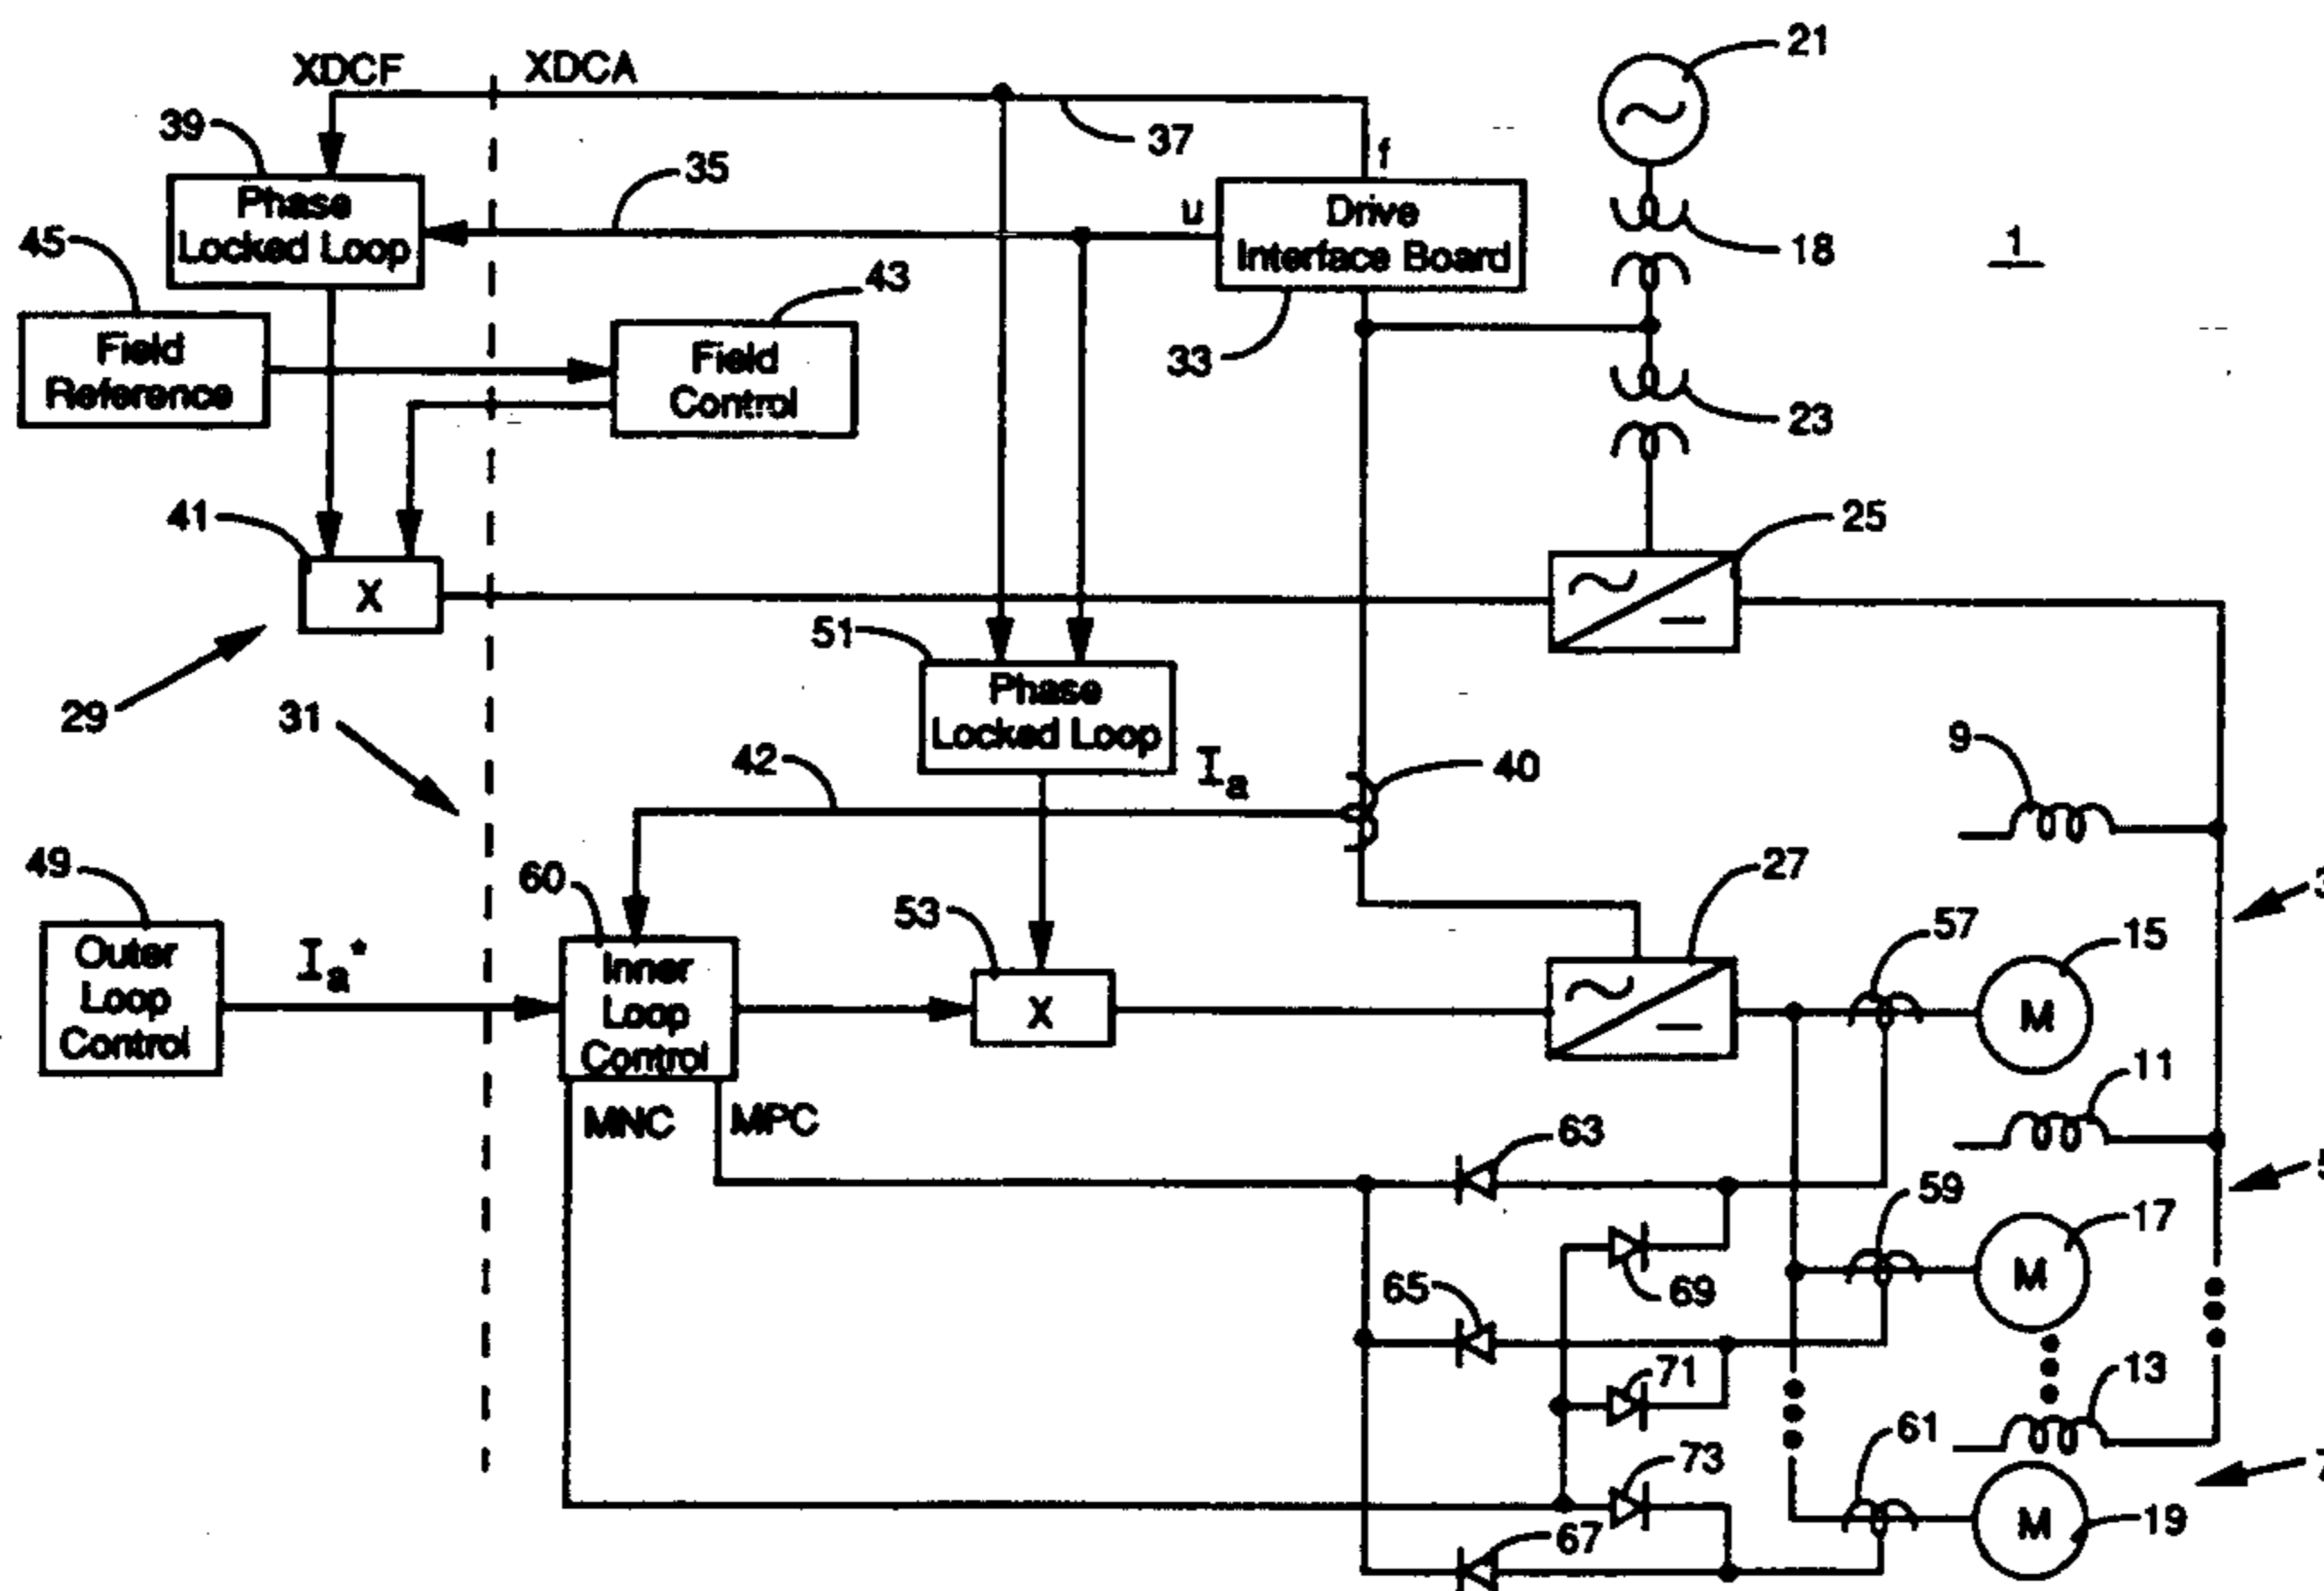 XDCF
XDCA
21
39
37
f
35
Phase
Locked Loop
u
Drive
Interface Board
18
1
45
43
Field
Reference
Field
Control
33
23
41
25
X
51
29
31
Phase
Locked Loop
9
42
Ia
40
49
60
27
3
53
57
15
Outer
Loop
Control
Ia*
Inner
Loop
Control
X
M
11
MNC
MPC
63
5
59
17
69
65
M
71
13
73
61
7
67
M
19